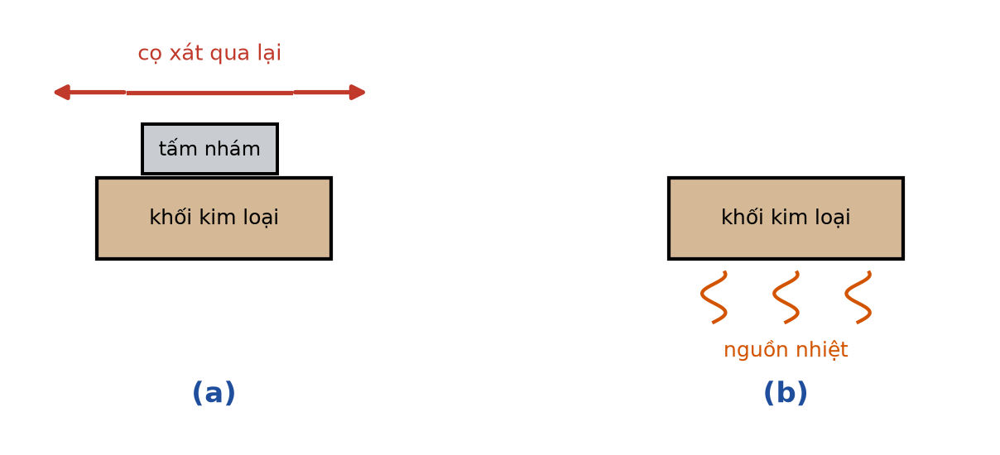 cọ xát qua lại
tấm nhám
khối kim loại
(a)
khối kim loại
nguồn nhiệt
(b)